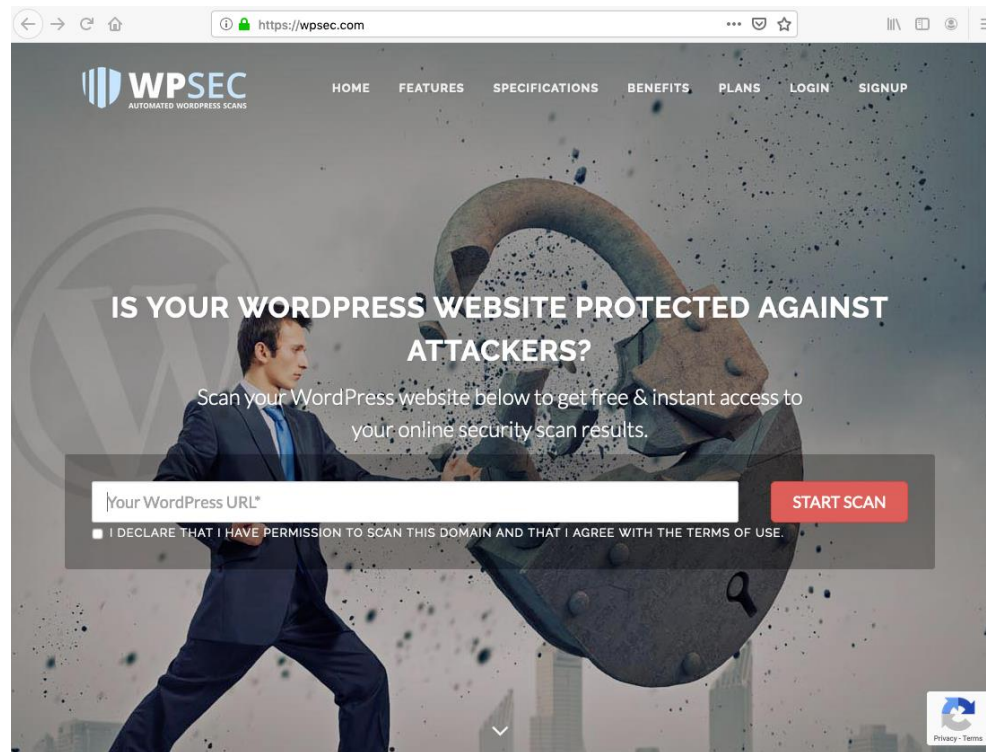 https://wpsec.com
WPSEC
AUTOMATED WORDPRESS SCANS
HOME FEATURES SPECIFICATIONS BENEFITS PLANS LOGIN SIGNUP
IS YOUR WORDPRESS WEBSITE PROTECTED AGAINST
ATTACKERS?
Scan your WordPress website below to get free & instant access to
your online security scan results.
Your WordPress URL*
START SCAN
I DECLARE THAT I HAVE PERMISSION TO SCAN THIS DOMAIN AND THAT I AGREE WITH THE TERMS OF USE.
Privacy - Terms